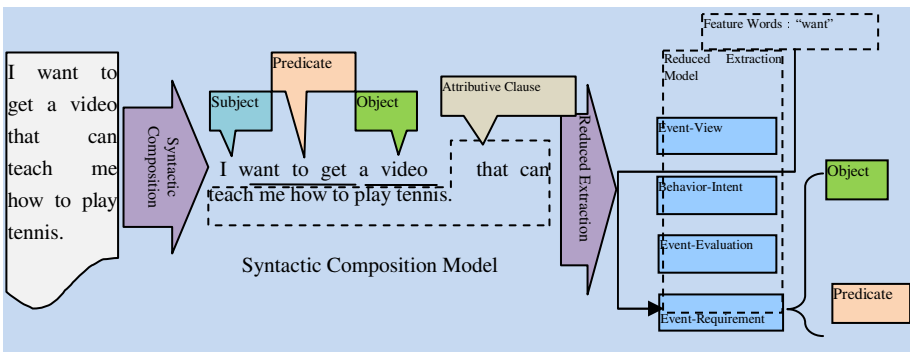 I want to
get a video
that can
teach me
how to play
tennis.
Syntactic
Composition
Subject
Predicate
Object
Attributive Clause
I want to get a video that can
teach me how to play tennis.
Syntactic Composition Model
Reduced Extraction
Feature Words : “want”
Reduced Extraction
Model
Event-View
Behavior-Intent
Event-Evaluation
Event-Requirement
Object
Predicate